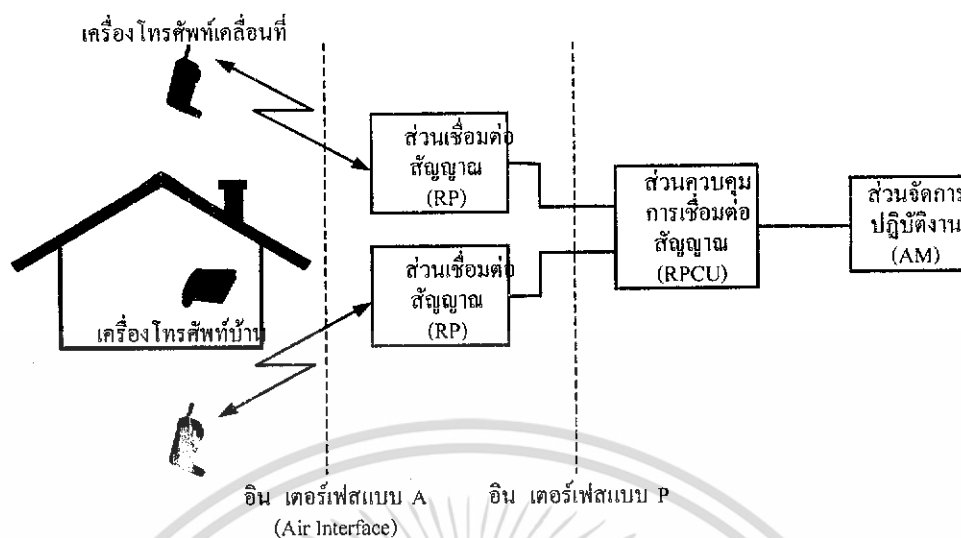 เครื่องโทรศัพท์เคลื่อนที่
ส่วนเชื่อมต่อ
สัญญาณ
(RP)
ส่วนควบคุม
การเชื่อมต่อ
สัญญาณ
(RPCU)
ส่วนจัดการ
ปฎิบัติงาน
(AM)
ส่วนเชื่อมต่อ
สัญญาณ
(RP)
เครื่องโทรศัพท์บ้าน
อิน เตอร์เฟสแบบ A
(Air Interface)
อิน เตอร์เฟสแบบ P